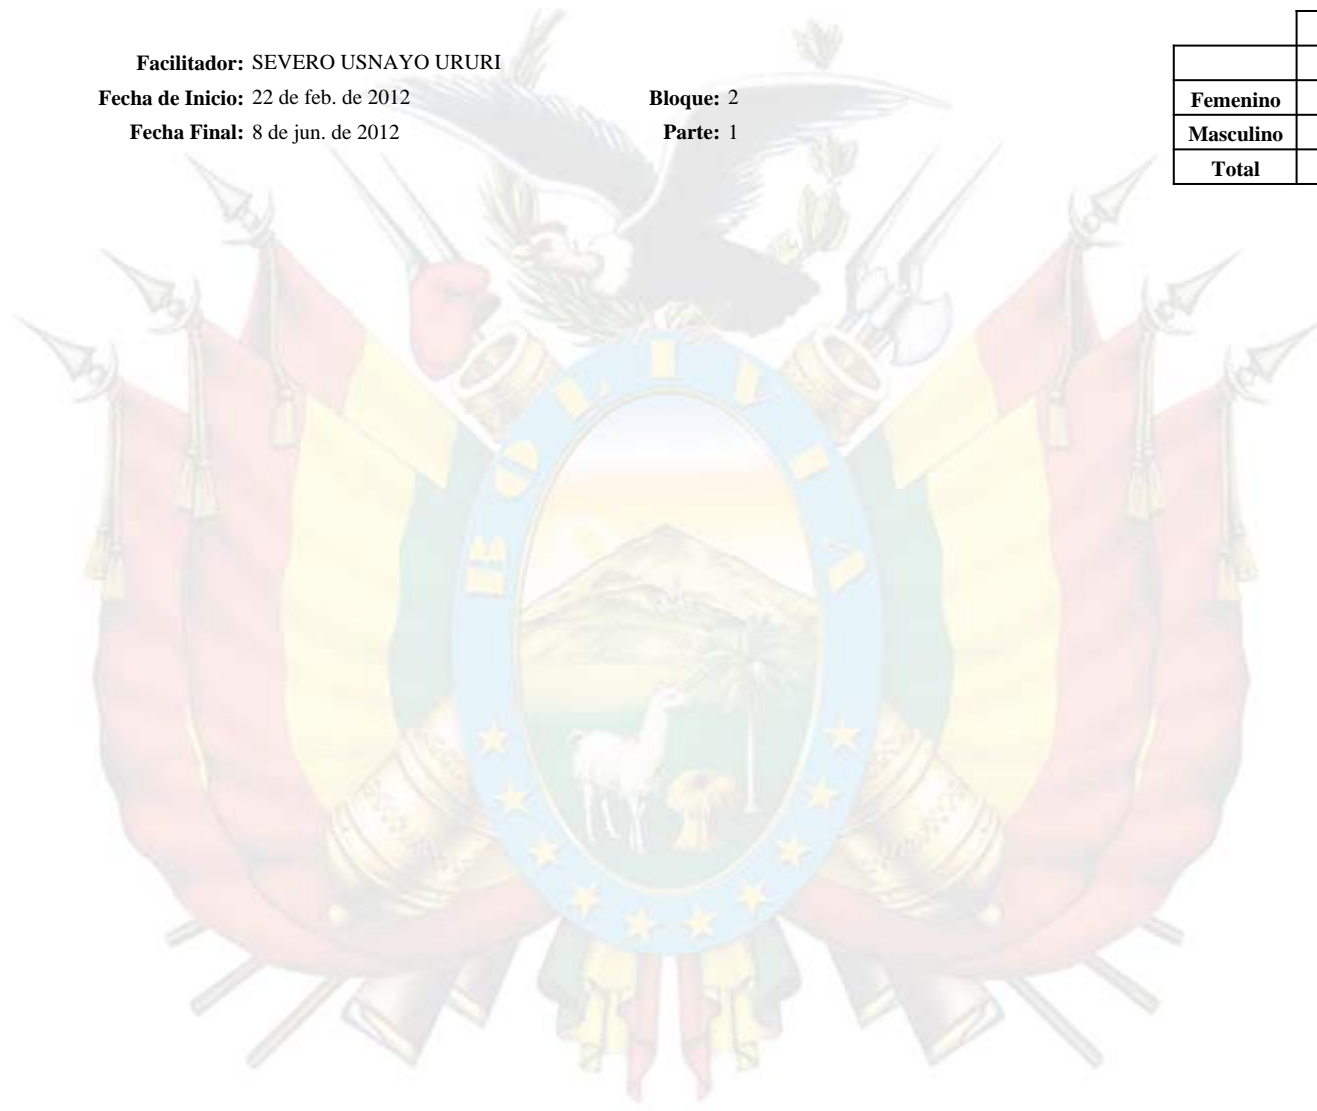 Facilitador: SEVERO USNAYO URURI
Fecha de Inicio: 22 de feb. de 2012 Bloque: 2
Fecha Final: 8 de jun. de 2012 Parte: 1
Femenino
Masculino
Total
BOLIVIA